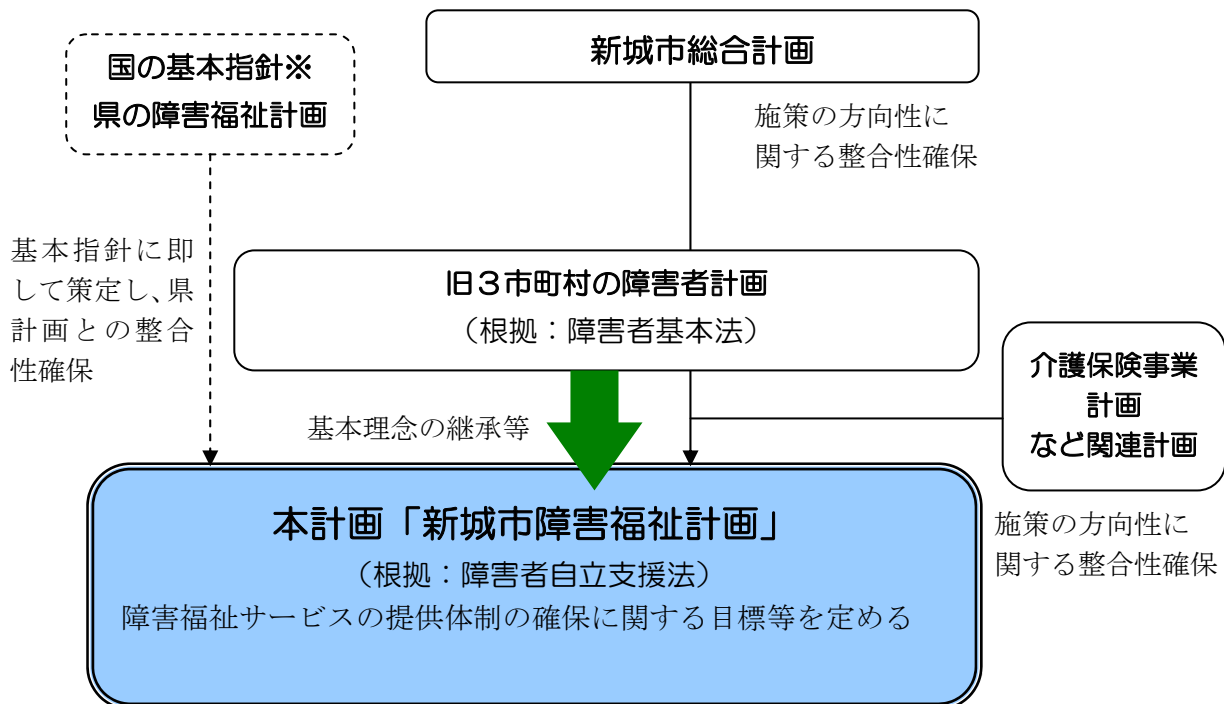 国の基本指針※
県の障害福祉計画
新城市総合計画
施策の方向性に
関する整合性確保
基本指針に即
して策定し、県
計画との整合
性確保
旧３市町村の障害者計画
（根拠：障害者基本法）
介護保険事業
計画
など関連計画
基本理念の継承等
本計画「新城市障害福祉計画」
（根拠：障害者自立支援法）
障害福祉サービスの提供体制の確保に関する目標等を定める
施策の方向性に
関する整合性確保